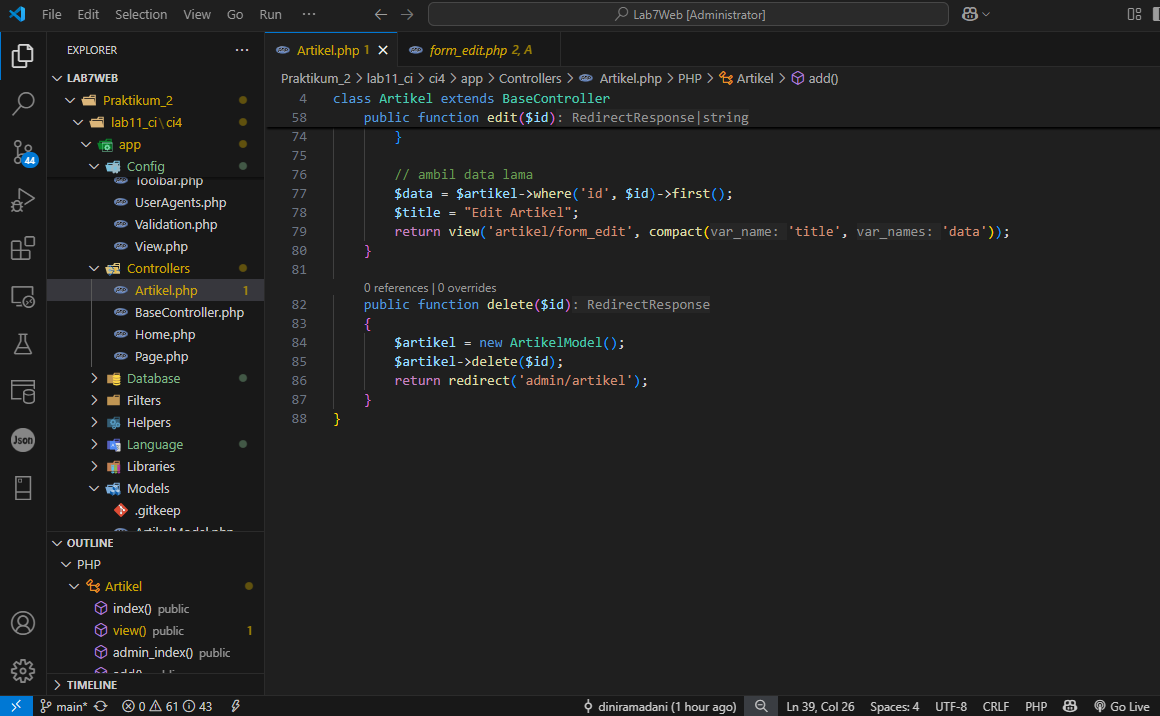 File Edit Selection View Go Run ··· Lab7Web [Administrator]
EXPLORER ···
LAB7WEB
Praktikum_2
lab11_ci\ci4
app
Config
Toolbar.php
UserAgents.php
Validation.php
View.php
Controllers
Artikel.php 1
BaseController.php
Home.php
Page.php
Database
Filters
Helpers
Language
Libraries
Models
.gitkeep
ArtikelModel.php
OUTLINE
PHP
Artikel
index() public
view() public 1
admin_index() public
add() public
TIMELINE
44
Json
Artikel.php 1 form_edit.php 2, A
Praktikum_2 > lab11_ci > ci4 > app > Controllers > Artikel.php > PHP > Artikel > add()
4 class Artikel extends BaseController
58 public function edit($id): RedirectResponse|string
74 }
75
76 // ambil data lama
77 $data = $artikel->where('id', $id)->first();
78 $title = "Edit Artikel";
79 return view('artikel/form_edit', compact(var_name: 'title', var_names: 'data'));
80 }
81
0 references | 0 overrides
82 public function delete($id): RedirectResponse
83 {
84 $artikel = new ArtikelModel();
85 $artikel->delete($id);
86 return redirect('admin/artikel');
87 }
88 }
main* 0 61 43 diniramadani (1 hour ago) Ln 39, Col 26 Spaces: 4 UTF-8 CRLF PHP Go Live